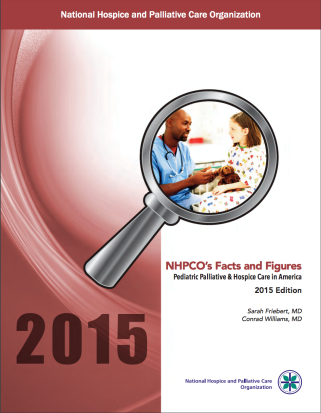 National Hospice and Palliative Care Organization
NHPCO's Facts and Figures
Pediatric Palliative & Hospice Care in America
2015 Edition
Sarah Friebert, MD
Conrad Williams, MD
2015
National Hospice and Palliative Care
Organization